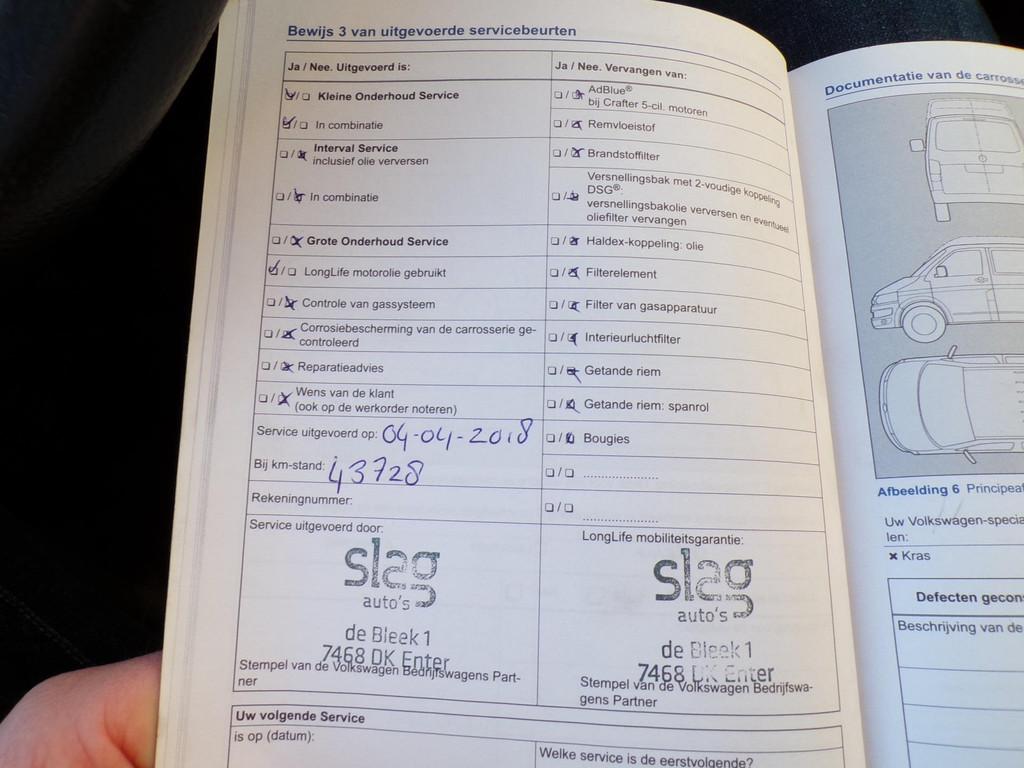 Bewijs 3 van uitgevoerde servicebeurten
Ja / Nee. Uitgevoerd is:
Kleine Onderhoud Service
In combinatie
Interval Service
inclusief olie verversen
In combinatie
Grote Onderhoud Service
LongLife motorolie gebruikt
Controle van gassysteem
Corrosiebescherming van de carrosserie ge-
controleerd
Reparatieadvies
Wens van de klant
(ook op de werkorder noteren)
Service uitgevoerd op: 04-04-2018
Bij km-stand: 43728
Rekeningnummer:
Service uitgevoerd door:
slag
auto's
de Bleek 1
7468 DK Enter
Stempel van de Volkswagen Bedrijfswagens Part-
ner
Ja / Nee. Vervangen van:
AdBlue®
bij Crafter 5-cil. motoren
Remvloeistof
Brandstoffilter
Versnellingsbak met 2-voudige koppeling
DSG®:
versnellingsbakolie verversen en eventueel
oliefilter vervangen
Haldex-koppeling: olie
Filterelement
Filter van gasapparatuur
Interieurluchtfilter
Getande riem
Getande riem: spanrol
Bougies
LongLife mobiliteitsgarantie:
slag
auto's
de Bleek 1
7468 DK Enter
Stempel van de Volkswagen Bedrijfswa-
gens Partner
Uw volgende Service
is op (datum):
Welke service is de eerstvolgende?
Documentatie van de carross
Afbeelding 6 Principeaf
Uw Volkswagen-specia
len:
× Kras
Defecten gecon
Beschrijving van de